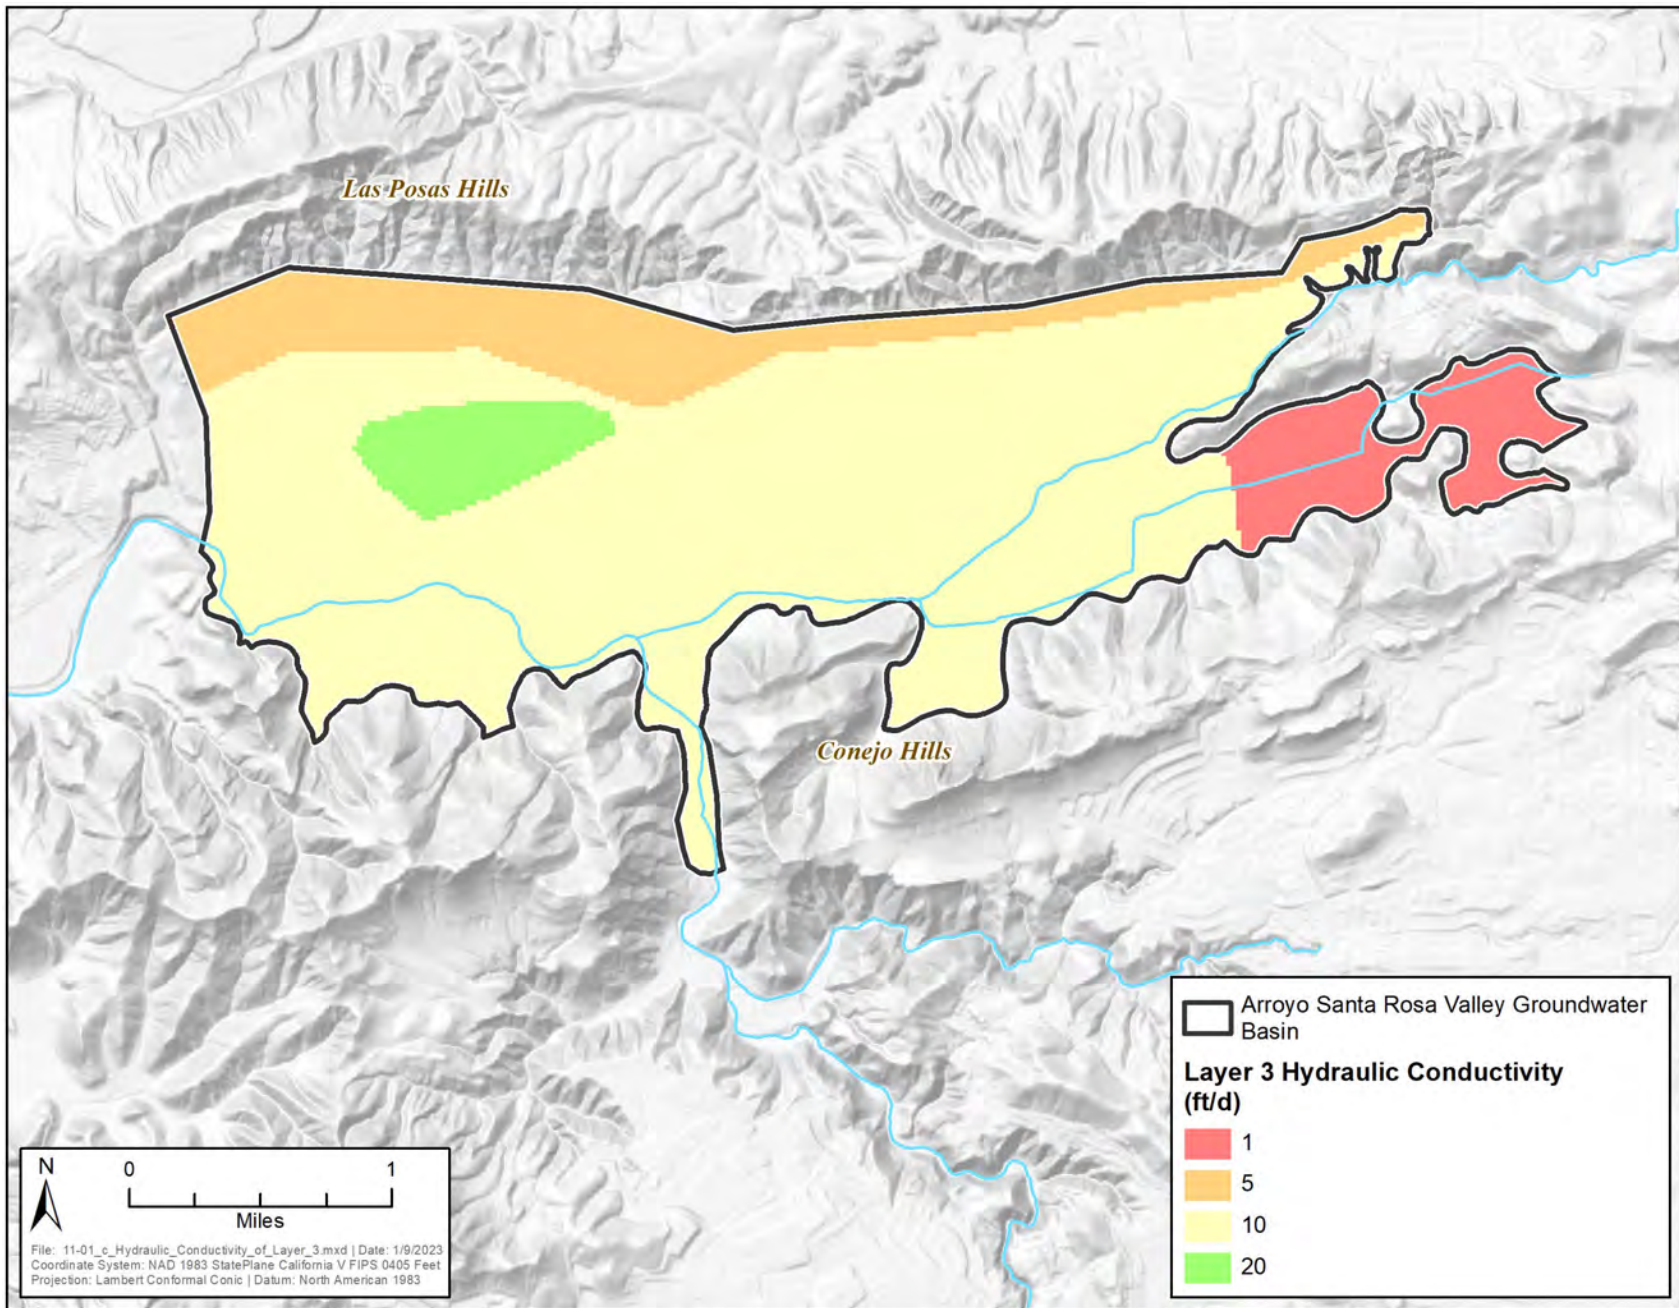 Las Posas Hills
Conejo Hills
Arroyo Santa Rosa Valley Groundwater
Basin
Layer 3 Hydraulic Conductivity
(ft/d)
1
5
10
20
N
0 1
Miles
File: 11-01_c_Hydraulic_Conductivity_of_Layer_3.mxd | Date: 1/9/2023
Coordinate System: NAD 1983 StatePlane California V FIPS 0405 Feet
Projection: Lambert Conformal Conic | Datum: North American 1983